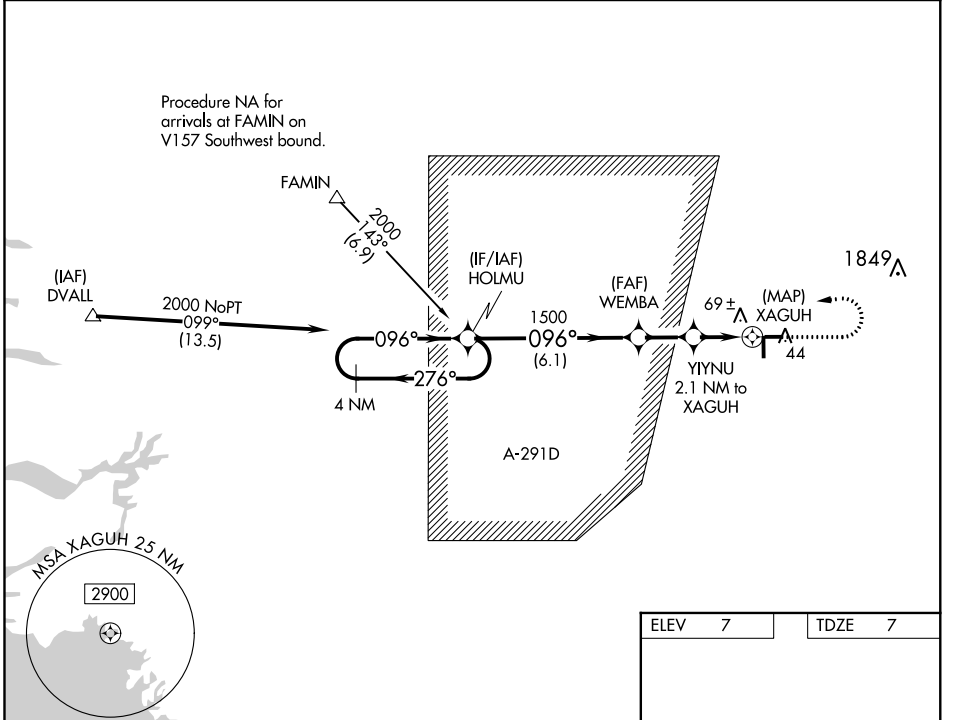 Procedure NA for
arrivals at FAMIN on
V157 Southwest bound.
FAMIN
2000
143°
(6.9)
(IAF)
DVALL
2000 NoPT
099°
(13.5)
(IF/IAF)
HOLMU
096°
276°
4 NM
1500
096°
(6.1)
(FAF)
WEMBA
69 ±
(MAP)
XAGUH
1849
44
YIYNU
2.1 NM to
XAGUH
A-291D
MSA XAGUH 25 NM
2900
ELEV 7
TDZE 7